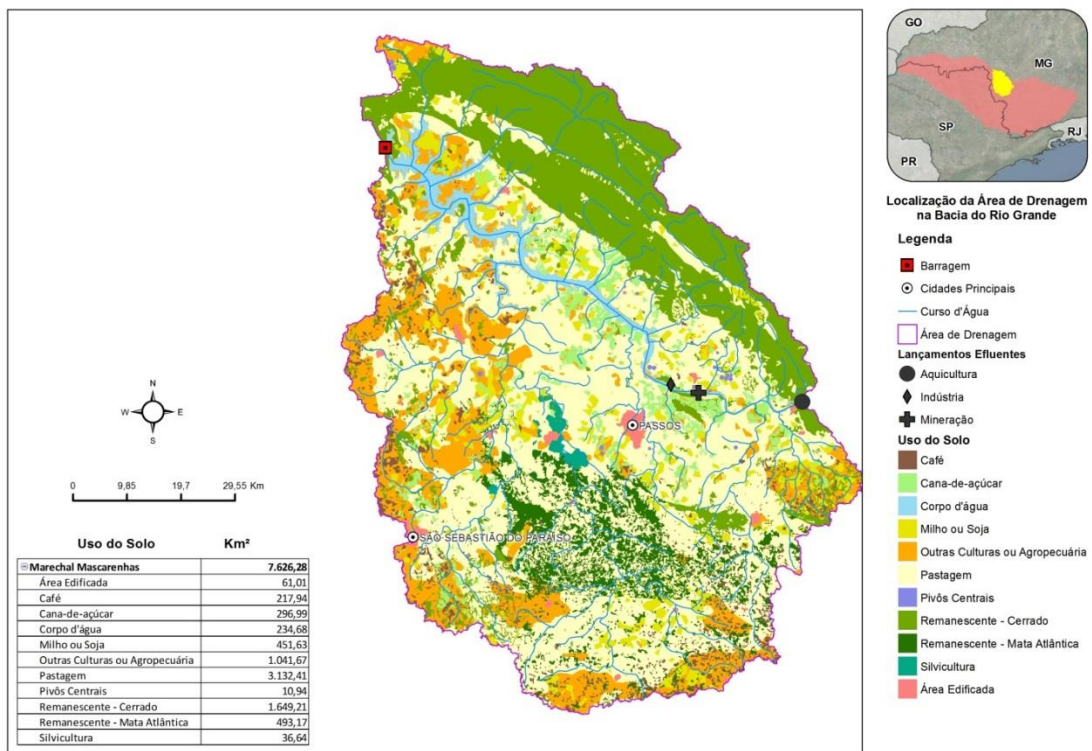 GO
MG
SP
RJ
PR
Localização da Área de Drenagem
na Bacia do Rio Grande
Legenda
Barragem
Cidades Principais
Curso d'Água
Área de Drenagem
Lançamentos Efluentes
Aquicultura
Indústria
Mineração
Uso do Solo
Café
Cana-de-açúcar
Corpo d'água
Milho ou Soja
Outras Culturas ou Agropecuária
Pastagem
Pivôs Centrais
Remanescente - Cerrado
Remanescente - Mata Atlântica
Silvicultura
Área Edificada
PASSOS
SÃO SEBASTIÃO DO PARAÍSO
N
W E
S
0 9,85 19,7 29,55 Km
Uso do Solo Km²
Marechal Mascarenhas 7.626,28
Área Edificada 61,01
Café 217,94
Cana-de-açúcar 296,99
Corpo d'água 234,68
Milho ou Soja 451,63
Outras Culturas ou Agropecuária 1.041,67
Pastagem 3.132,41
Pivôs Centrais 10,94
Remanescente - Cerrado 1.649,21
Remanescente - Mata Atlântica 493,17
Silvicultura 36,64